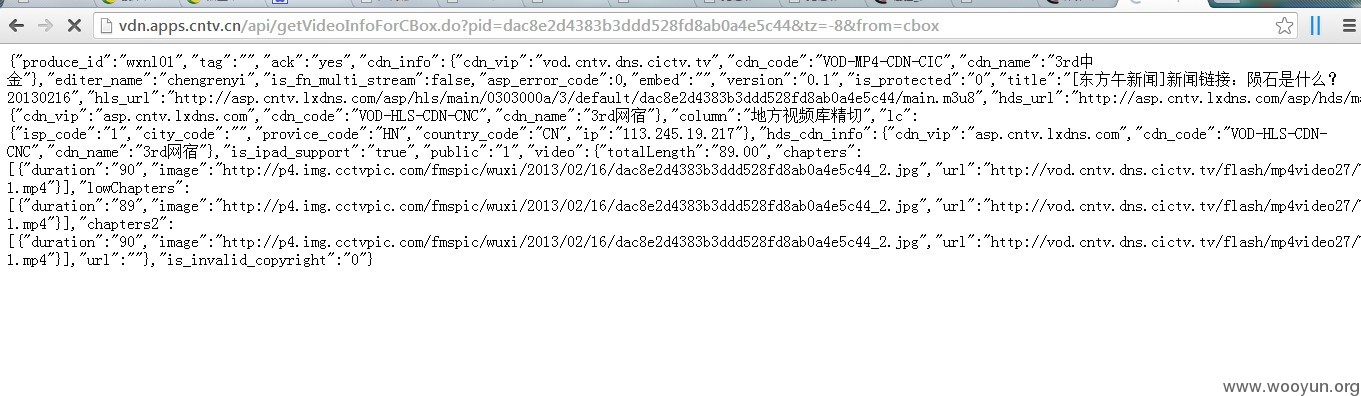 vdn.apps.cntv.cn/api/getVideoInfoForCBox.do?pid=dac8e2d4383b3ddd528fd8ab0a4e5c44&tz=-8&from=cbox
{"produce_id":"wxnl01","tag":"","ack":"yes","cdn_info":{"cdn_vip":"vod.cntv.dns.cictv.tv","cdn_code":"VOD-MP4-CDN-CIC","cdn_name":"3rd中
金"},"editer_name":"chengrenyi","is_fn_multi_stream":false,"asp_error_code":0,"embed":"","version":"0.1","is_protected":"0","title":"[东方午新闻]新闻链接：陨石是什么？
20130216","hls_url":"http://asp.cntv.lxdns.com/asp/hls/main/0303000a/3/default/dac8e2d4383b3ddd528fd8ab0a4e5c44/main.m3u8","hds_url":"http://asp.cntv.lxdns.com/asp/hds/ma
{"cdn_vip":"asp.cntv.lxdns.com","cdn_code":"VOD-HLS-CDN-CNC","cdn_name":"3rd网宿"},"column":"地方视频库精切","lc":
{"isp_code":"1","city_code":"","provice_code":"HN","country_code":"CN","ip":"113.245.19.217"},"hds_cdn_info":{"cdn_vip":"asp.cntv.lxdns.com","cdn_code":"VOD-HLS-CDN-
CNC","cdn_name":"3rd网宿"},"is_ipad_support":"true","public":"1","video":{"totalLength":"89.00","chapters":
[{"duration":"90","image":"http://p4.img.cctvpic.com/fmspic/wuxi/2013/02/16/dac8e2d4383b3ddd528fd8ab0a4e5c44_2.jpg","url":"http://vod.cntv.dns.cictv.tv/flash/mp4video27/
1.mp4"}],"lowChapters":
[{"duration":"89","image":"http://p4.img.cctvpic.com/fmspic/wuxi/2013/02/16/dac8e2d4383b3ddd528fd8ab0a4e5c44_2.jpg","url":"http://vod.cntv.dns.cictv.tv/flash/mp4video27/
1.mp4"}],"chapters2":
[{"duration":"90","image":"http://p4.img.cctvpic.com/fmspic/wuxi/2013/02/16/dac8e2d4383b3ddd528fd8ab0a4e5c44_2.jpg","url":"http://vod.cntv.dns.cictv.tv/flash/mp4video27/
1.mp4"}],"url":""},"is_invalid_copyright":"0"}
www.wooyun.org